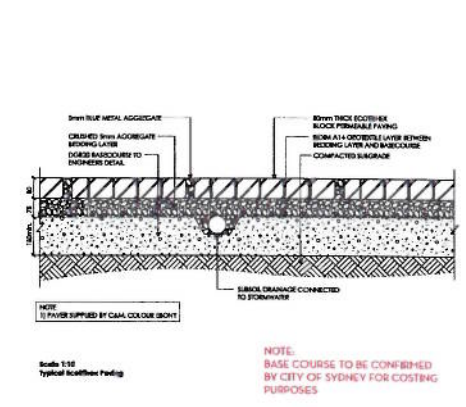 5mm BLUE METAL AGGREGATE
CRUSHED 5mm AGGREGATE
BEDDING LAYER
DGB20 BASECOURSE TO
ENGINEERS DETAIL
80mm THICK ECOTRIHEX
BLOCK PERMEABLE PAVING
BIDIM A14 GEOTEXTILE LAYER BETWEEN
BEDDING LAYER AND BASECOURSE
COMPACTED SUBGRADE
80
75
150min.
SUBSOIL DRAINAGE CONNECTED
TO STORMWATER
NOTE
1) PAVER SUPPLIED BY C&M, COLOUR EBONY
Scale 1:10
Typical Paving
NOTE:
BASE COURSE TO BE CONFIRMED
BY CITY OF SYDNEY FOR COSTING
PURPOSES